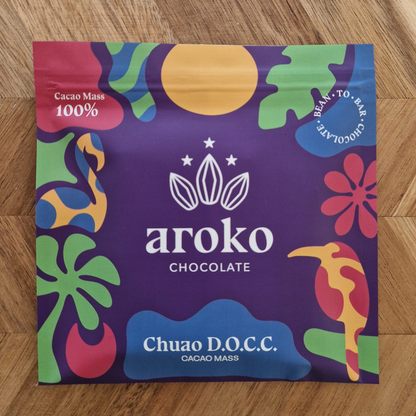 Cacao Mass
100%
BEAN • TO • BAR • CHOCOLATE •
aroko
CHOCOLATE
Chuao D.O.C.C.
CACAO MASS